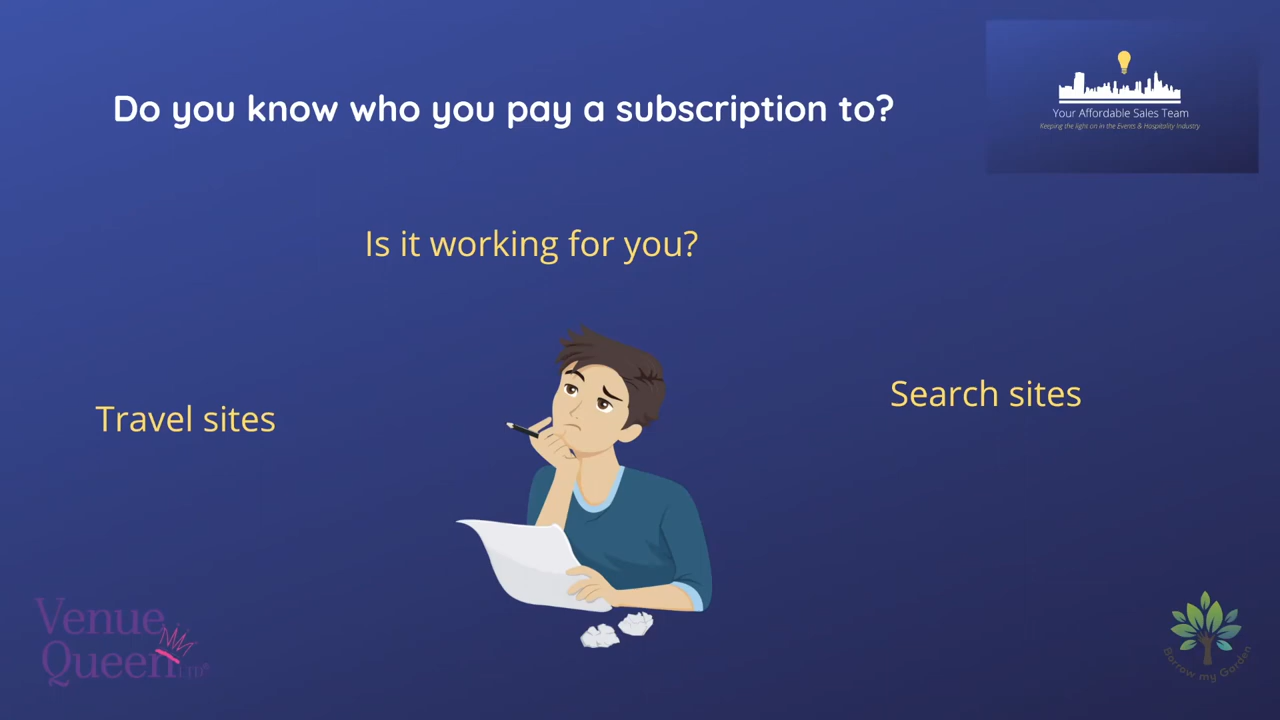 Do you know who you pay a subscription to?
Your Affordable Sales Team
Keeping the light on in the Events & Hospitality Industry
Is it working for you?
Travel sites
Search sites
Venue
Queen
Borrow my Garden